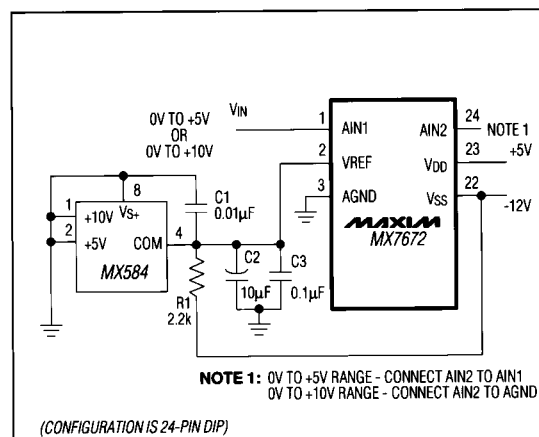 VIN
0V TO +5V
OR
0V TO +10V
1
AIN1
AIN2
24
NOTE 1
2
VREF
VDD
23
+5V
3
AGND
VSS
22
-12V
MAXIM
MX7672
8
VS+
1
+10V
2
+5V
COM
4
MX584
C1
0.01µF
C2
10µF
C3
0.1µF
R1
2.2k
NOTE 1: 0V TO +5V RANGE - CONNECT AIN2 TO AIN1
0V TO +10V RANGE - CONNECT AIN2 TO AGND
(CONFIGURATION IS 24-PIN DIP)